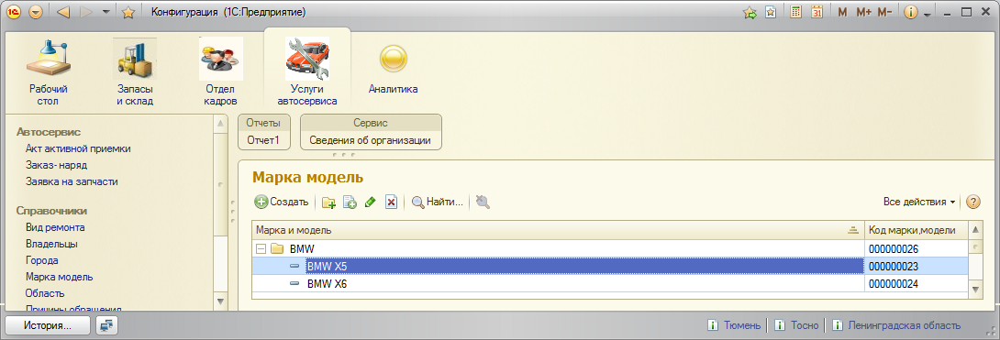 Конфигурация (1С:Предприятие)
M M+ M-
Рабочий
стол
Запасы
и склад
Отдел
кадров
Услуги
автосервиса
Аналитика
Автосервис
Акт активной приемки
Заказ- наряд
Заявка на запчасти
Справочники
Вид ремонта
Владельцы
Города
Марка модель
Область
Причины обращения
Отчеты
Отчет1
Сервис
Сведения об организации
Марка модель
Создать
Найти...
Все действия
Марка и модель
Код марки,модели
BMW
000000026
BMW X5
000000023
BMW X6
000000024
История...
Тюмень
Тосно
Ленинградская область